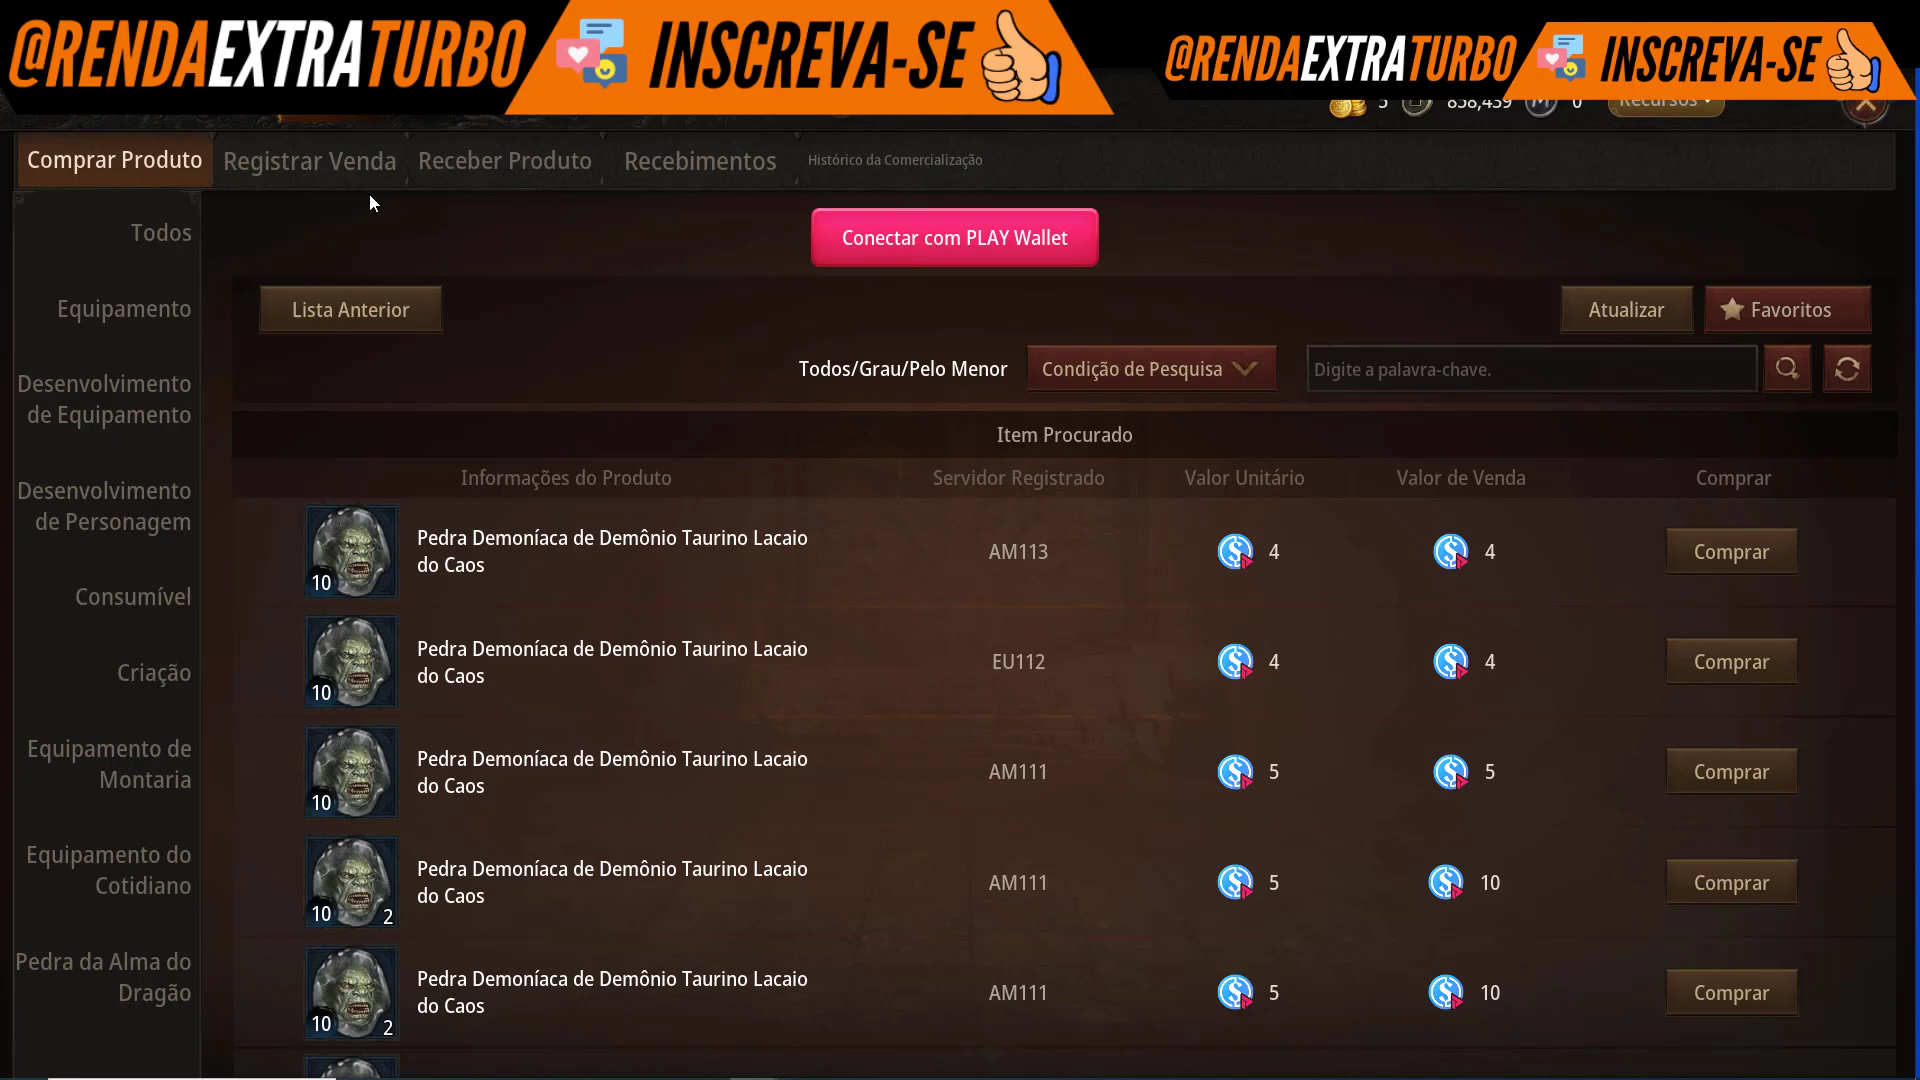 @RENDAEXTRATURBO INSCREVA-SE @RENDAEXTRATURBO INSCREVA-SE
5 858,439 0 Recursos
Comprar Produto Registrar Venda Receber Produto Recebimentos Histórico da Comercialização
Todos
Equipamento
Desenvolvimento
de Equipamento
Desenvolvimento
de Personagem
Consumível
Criação
Equipamento de
Montaria
Equipamento do
Cotidiano
Pedra da Alma do
Dragão
Conectar com PLAY Wallet
Lista Anterior Atualizar Favoritos
Todos/Grau/Pelo Menor Condição de Pesquisa Digite a palavra-chave.
Item Procurado
Informações do Produto Servidor Registrado Valor Unitário Valor de Venda Comprar
Pedra Demoníaca de Demônio Taurino Lacaio
do Caos
10 AM113 4 4 Comprar
Pedra Demoníaca de Demônio Taurino Lacaio
do Caos
10 EU112 4 4 Comprar
Pedra Demoníaca de Demônio Taurino Lacaio
do Caos
10 AM111 5 5 Comprar
Pedra Demoníaca de Demônio Taurino Lacaio
do Caos
10 2 AM111 5 10 Comprar
Pedra Demoníaca de Demônio Taurino Lacaio
do Caos
10 2 AM111 5 10 Comprar